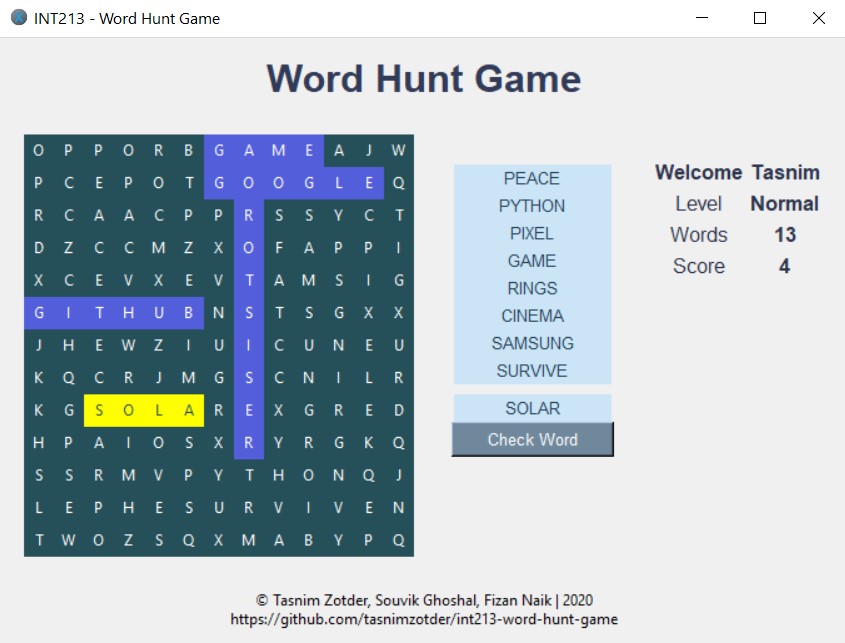 INT213 - Word Hunt Game
Word Hunt Game
O P P O R B G A M E A J W
P C E P O T G O O G L E Q
R C A A C P P R S S Y C T
D Z C C M Z X O F A P P I
X C E V X E V T A M S I G
G I T H U B N S T S G X X
J H E W Z I U I C U N E U
K Q C R J M G S C N I L R
K G S O L A R E X G R E D
H P A I O S X R Y R G K Q
S S R M V P Y T H O N Q J
L E P H E S U R V I V E N
T W O Z S Q X M A B Y P Q
PEACE
PYTHON
PIXEL
GAME
RINGS
CINEMA
SAMSUNG
SURVIVE
SOLAR
Check Word
Welcome Tasnim
Level Normal
Words 13
Score 4
© Tasnim Zotder, Souvik Ghoshal, Fizan Naik | 2020
https://github.com/tasnimzotder/int213-word-hunt-game